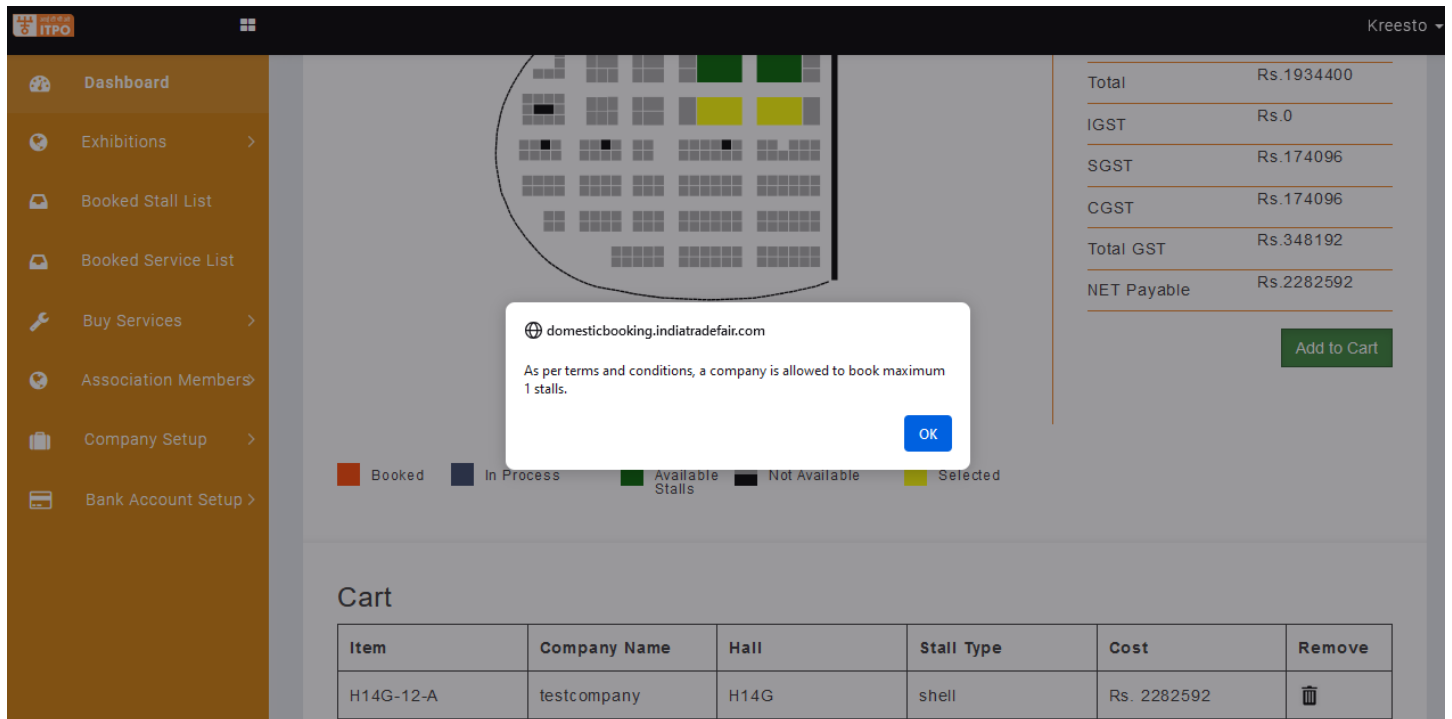 ITPO
Kreesto
Dashboard
Exhibitions
Booked Stall List
Booked Service List
Buy Services
Association Members
Company Setup
Bank Account Setup
Total Rs.1934400
IGST Rs.0
SGST Rs.174096
CGST Rs.174096
Total GST Rs.348192
NET Payable Rs.2282592
Add to Cart
domesticbooking.indiatradefair.com
As per terms and conditions, a company is allowed to book maximum
1 stalls.
OK
Booked In Process Available Not Available Selected
Stalls
Cart
Item Company Name Hall Stall Type Cost Remove
H14G-12-A testcompany H14G shell Rs. 2282592